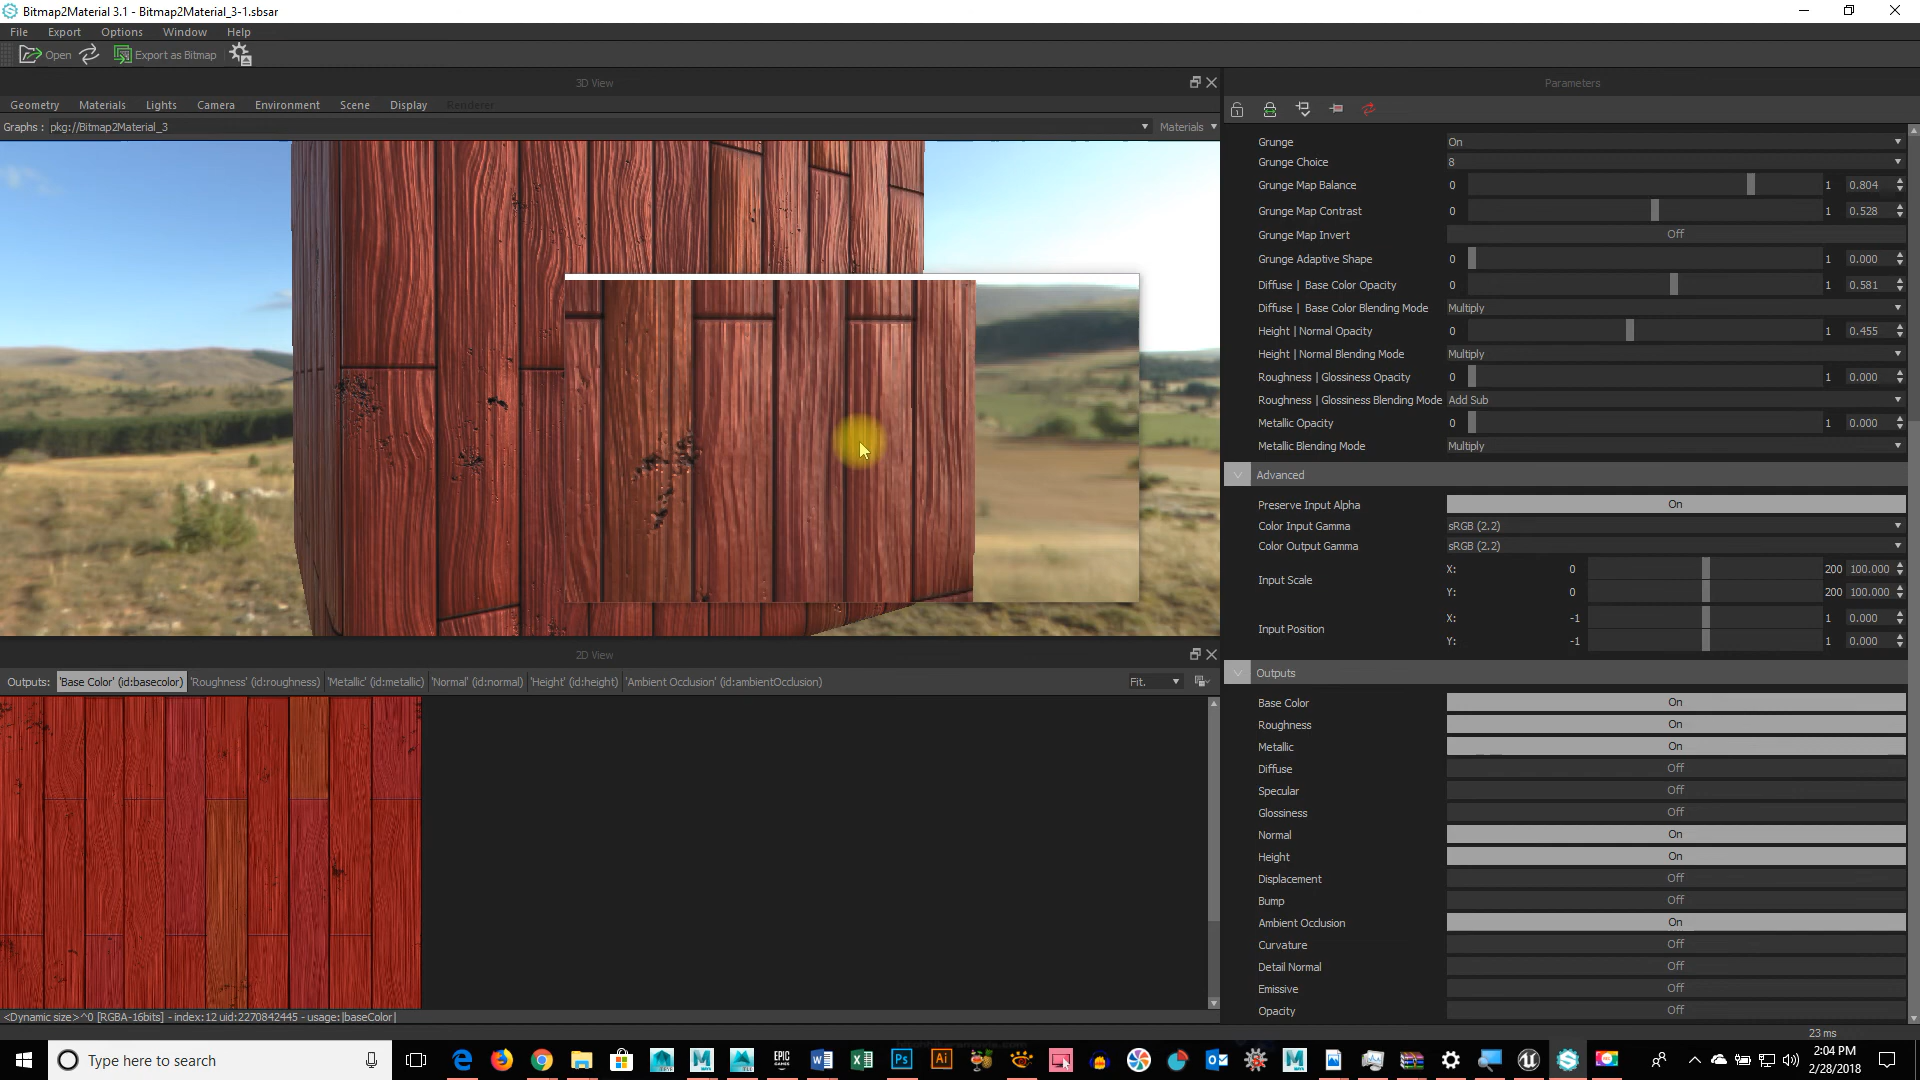 Bitmap2Material 3.1 - Bitmap2Material_3-1.sbsar
File Export Options Window Help
Open Export as Bitmap
3D View
Geometry Materials Lights Camera Environment Scene Display Renderer
Graphs : pkg://Bitmap2Material_3 Materials
2D View
Outputs: 'Base Color' (id:basecolor) 'Roughness' (id:roughness) 'Metallic' (id:metallic) 'Normal' (id:normal) 'Height' (id:height) 'Ambient Occlusion' (id:ambientOcclusion) Fit.
<Dynamic size>^0 [RGBA-16bits] - index:12 uid:2270842445 - usage:|baseColor|
Parameters
Grunge On
Grunge Choice 8
Grunge Map Balance 0 1 0.804
Grunge Map Contrast 0 1 0.528
Grunge Map Invert Off
Grunge Adaptive Shape 0 1 0.000
Diffuse | Base Color Opacity 0 1 0.581
Diffuse | Base Color Blending Mode Multiply
Height | Normal Opacity 0 1 0.455
Height | Normal Blending Mode Multiply
Roughness | Glossiness Opacity 0 1 0.000
Roughness | Glossiness Blending Mode Add Sub
Metallic Opacity 0 1 0.000
Metallic Blending Mode Multiply
Advanced
Preserve Input Alpha On
Color Input Gamma sRGB (2.2)
Color Output Gamma sRGB (2.2)
Input Scale
X: 0 200 100.000
Y: 0 200 100.000
Input Position
X: -1 1 0.000
Y: -1 1 0.000
Outputs
Base Color On
Roughness On
Metallic On
Diffuse Off
Specular Off
Glossiness Off
Normal On
Height On
Displacement Off
Bump Off
Ambient Occlusion On
Curvature Off
Detail Normal Off
Emissive Off
Opacity Off
23 ms
Type here to search
EPIC
GAMES
Ps
Ai
2:04 PM
2/28/2018